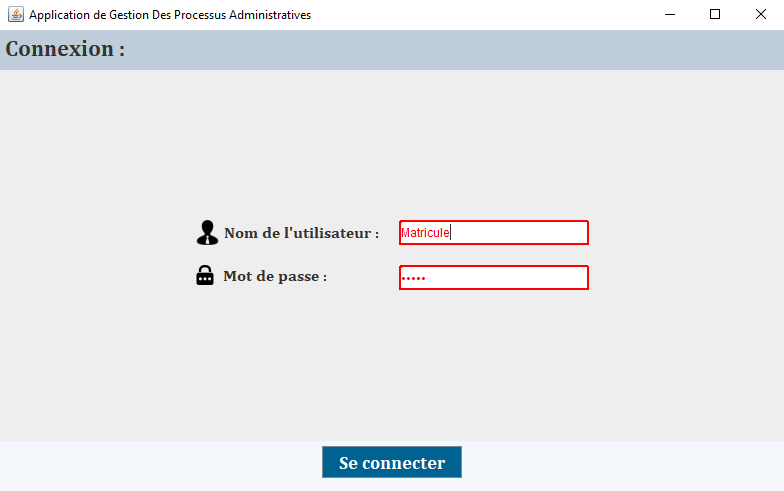 Application de Gestion Des Processus Administratives
Connexion :
Nom de l'utilisateur :
Matricule
Mot de passe :
•••••
Se connecter